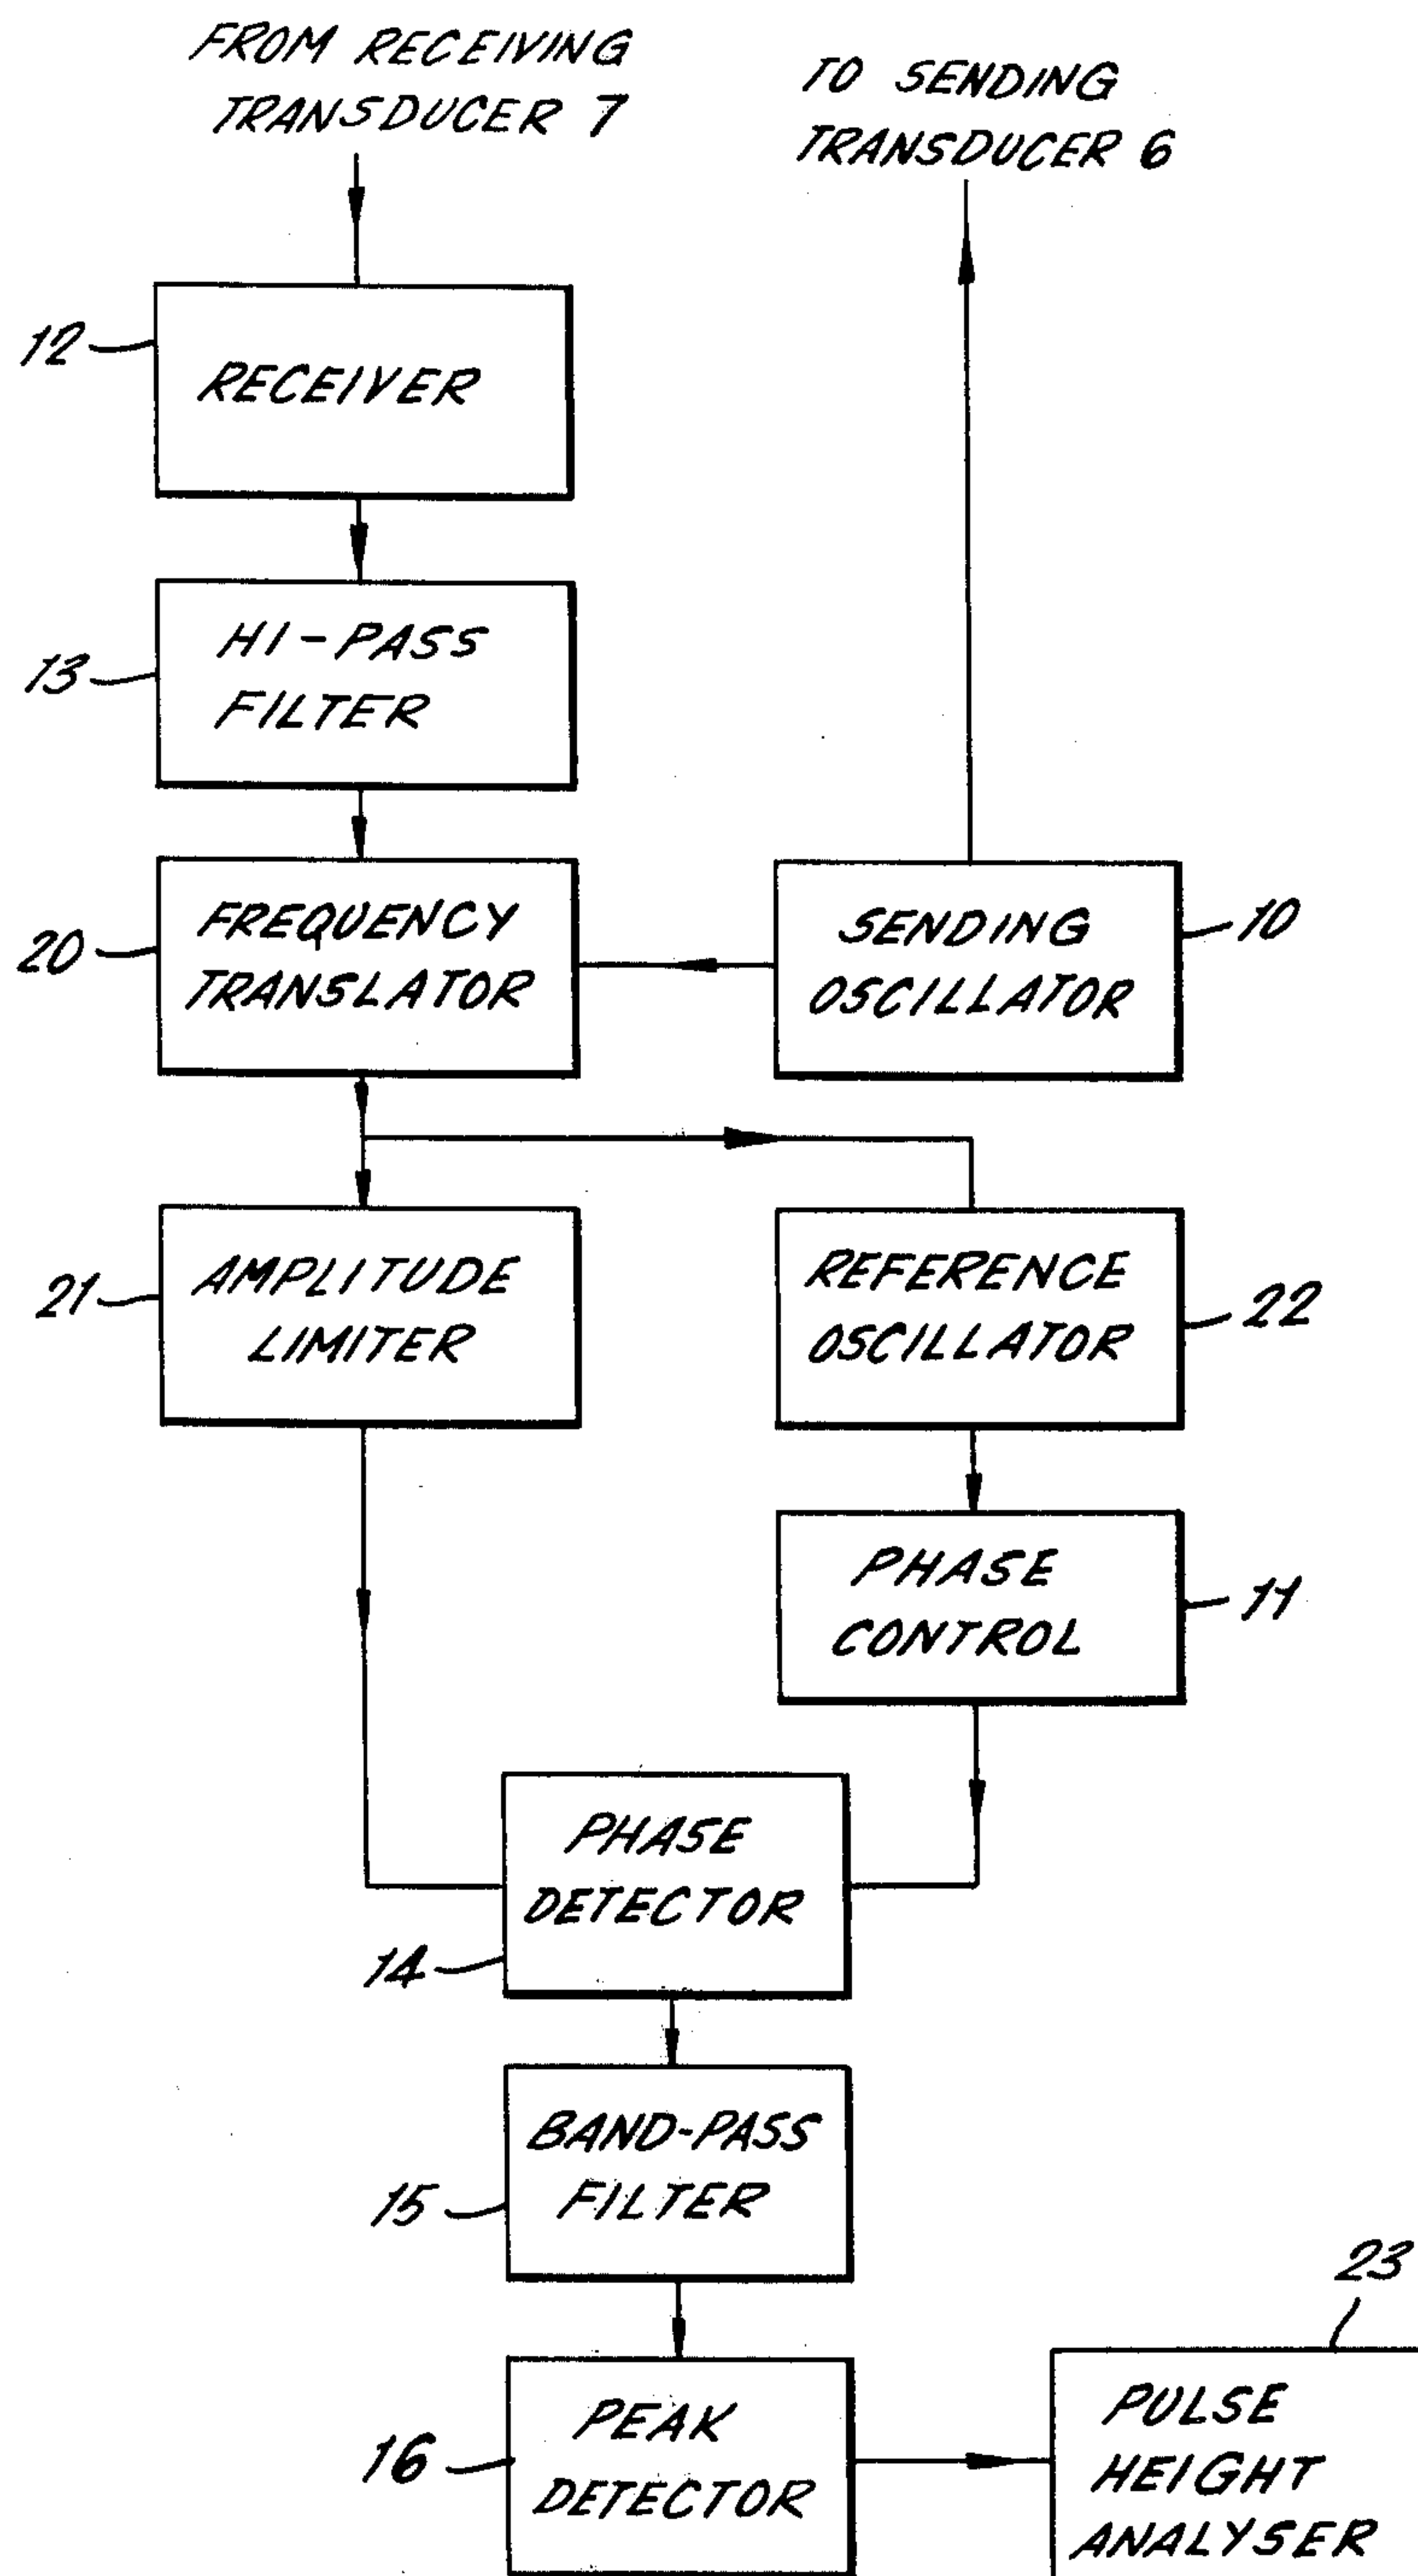 FROM RECEIVING
TRANSDUCER 7
TO SENDING
TRANSDUCER 6
12
RECEIVER
13
HI-PASS
FILTER
20
FREQUENCY
TRANSLATOR
SENDING
OSCILLATOR
10
21
AMPLITUDE
LIMITER
REFERENCE
OSCILLATOR
22
PHASE
CONTROL
11
PHASE
DETECTOR
14
BAND-PASS
FILTER
15
23
16
PEAK
DETECTOR
PULSE
HEIGHT
ANALYSER